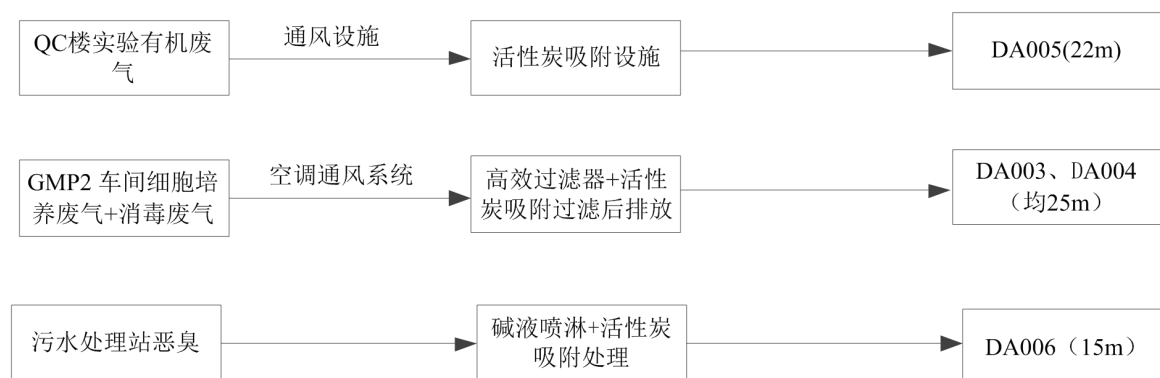 QC楼实验有机废
气
通风设施
活性炭吸附设施
DA005(22m)
GMP2 车间细胞培
养废气+消毒废气
空调通风系统
高效过滤器+活性
炭吸附过滤后排放
DA003、DA004
（均25m）
污水处理站恶臭
碱液喷淋+活性炭
吸附处理
DA006（15m）